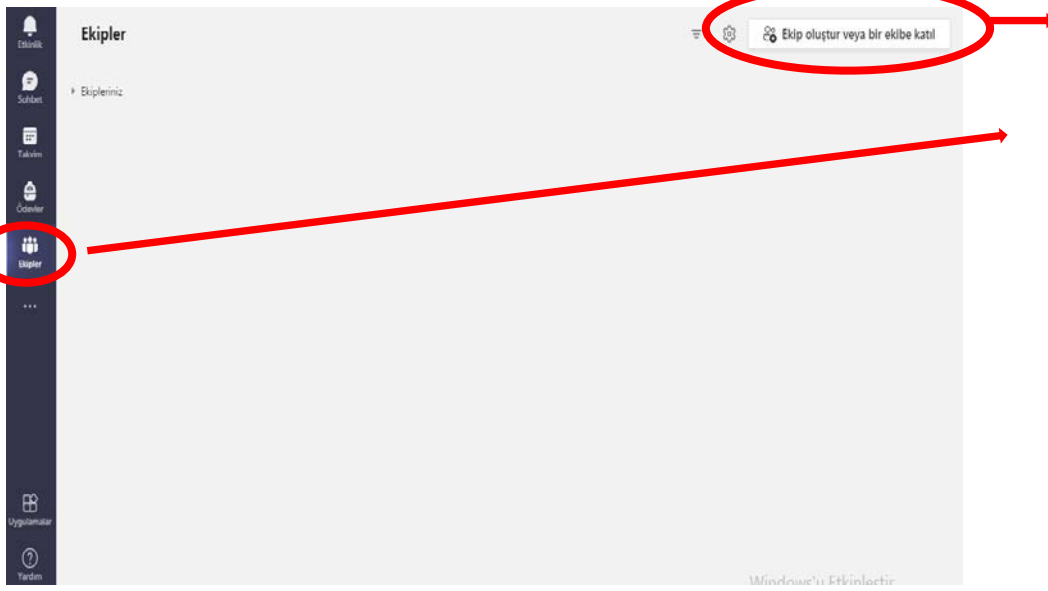 Etkinlik
Sohbet
Takvim
Ödevler
Ekipler
...
Uygulamalar
Yardım
Ekipler
Ekip oluştur veya bir ekibe katıl
Ekipleriniz
Windows'u Etkinleştir